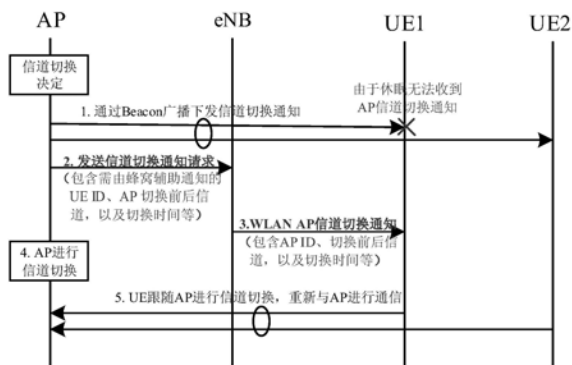 AP eNB UE1 UE2
信道切换
决定
由于休眠无法收到
AP信道切换通知
1. 通过Beacon广播下发信道切换通知
2. 发送信道切换通知请求
（包含需由蜂窝辅助通知的
UE ID、AP 切换前后信
道，以及切换时间等）
3.WLAN AP信道切换通知
（包含AP ID、切换前后信
道，以及切换时间等）
4. AP进行
信道切换
5. UE跟随AP进行信道切换，重新与AP进行通信